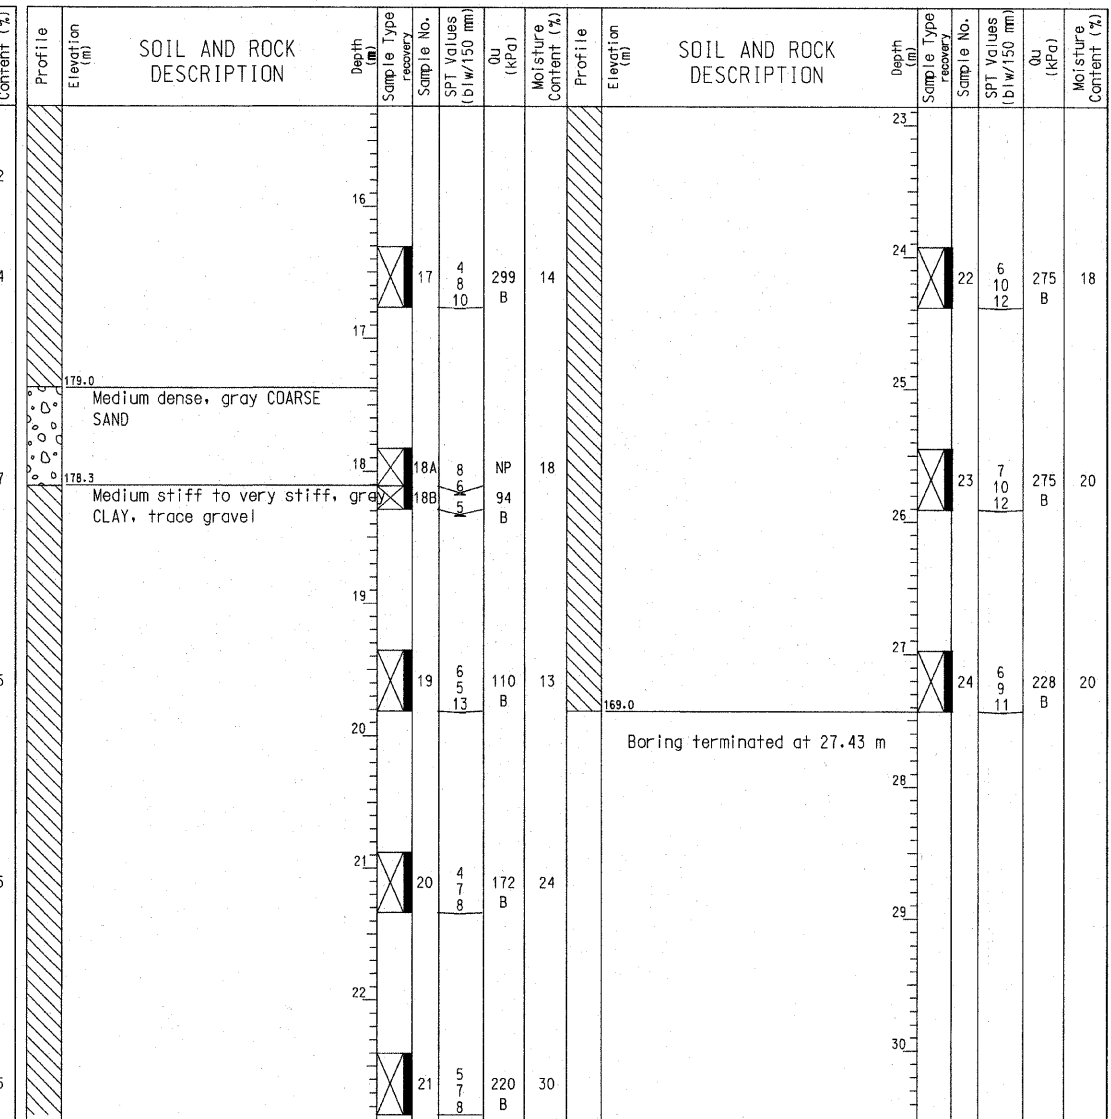 Content (%)
Profile
Elevation (m)
SOIL AND ROCK
DESCRIPTION
Depth (m)
Sample Type
recovery
Sample No.
SPT Values
(blw/150 mm)
Qu
(kPa)
Moisture
Content (%)
16
17 4 8 10 299 B 14
17
179.0
Medium dense, gray COARSE
SAND
18
18A 8 NP 18
178.3
6
Medium stiff to very stiff, gray 18B 5 94 B
CLAY, trace gravel
19
19 6 5 13 110 B 13
20
21
20 4 7 8 172 B 24
22
21 5 7 8 220 B 30
Profile
Elevation (m)
SOIL AND ROCK
DESCRIPTION
Depth (m)
Sample Type
recovery
Sample No.
SPT Values
(blw/150 mm)
Qu
(kPa)
Moisture
Content (%)
23
24
22 6 10 12 275 B 18
25
23 7 10 12 275 B 20
26
27
24 6 9 11 228 B 20
169.0
Boring terminated at 27.43 m
28
29
30